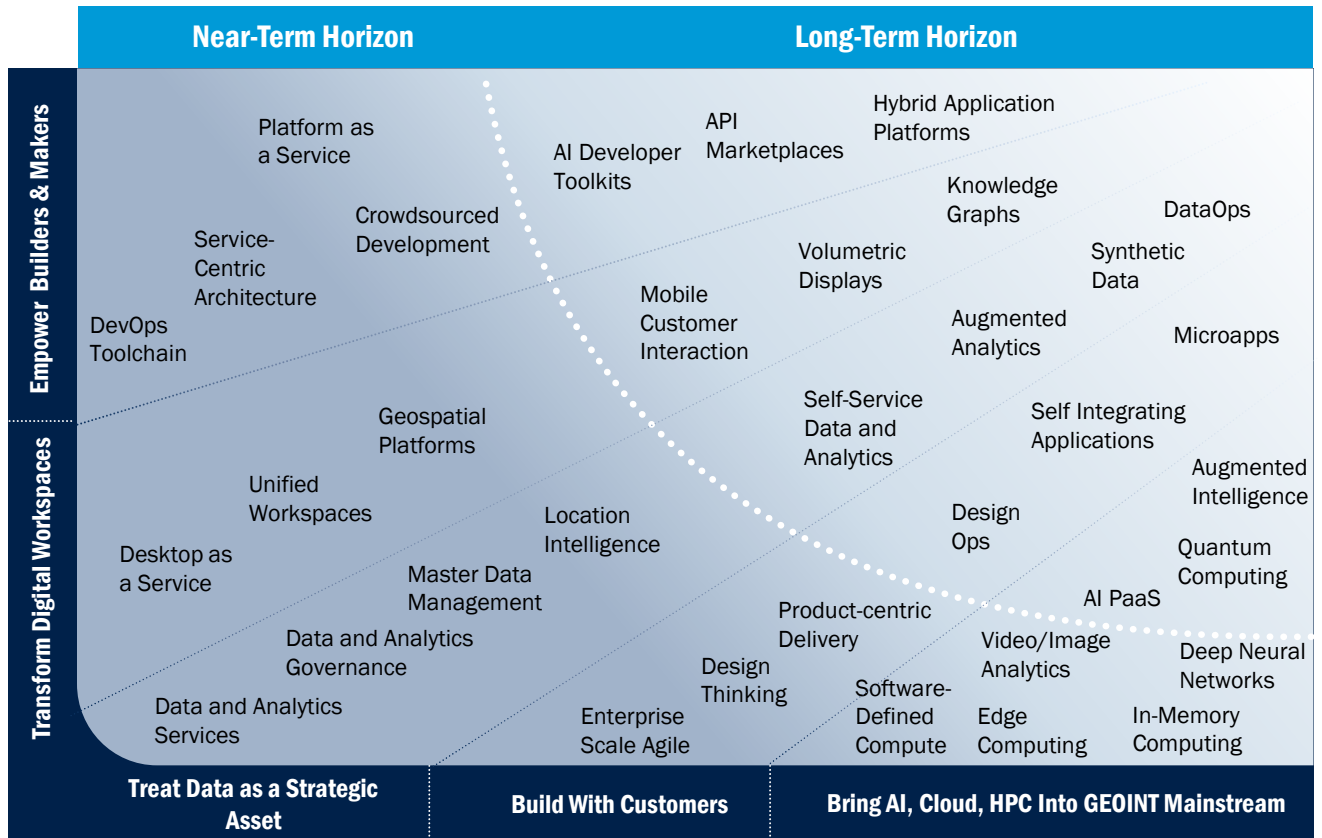 Near-Term Horizon
Long-Term Horizon
Empower Builders & Makers
Transform Digital Workspaces
Platform as
a Service
Crowdsourced
Development
Service-
Centric
Architecture
DevOps
Toolchain
AI Developer
Toolkits
API
Marketplaces
Hybrid Application
Platforms
Knowledge
Graphs
DataOps
Volumetric
Displays
Synthetic
Data
Mobile
Customer
Interaction
Augmented
Analytics
Microapps
Geospatial
Platforms
Self-Service
Data and
Analytics
Self Integrating
Applications
Unified
Workspaces
Augmented
Intelligence
Desktop as
a Service
Location
Intelligence
Design
Ops
Quantum
Computing
Master Data
Management
AI PaaS
Data and Analytics
Governance
Product-centric
Delivery
Video/Image
Analytics
Deep Neural
Networks
Data and Analytics
Services
Design
Thinking
Enterprise
Scale Agile
Software-
Defined
Compute
Edge
Computing
In-Memory
Computing
Treat Data as a Strategic
Asset
Build With Customers
Bring AI, Cloud, HPC Into GEOINT Mainstream